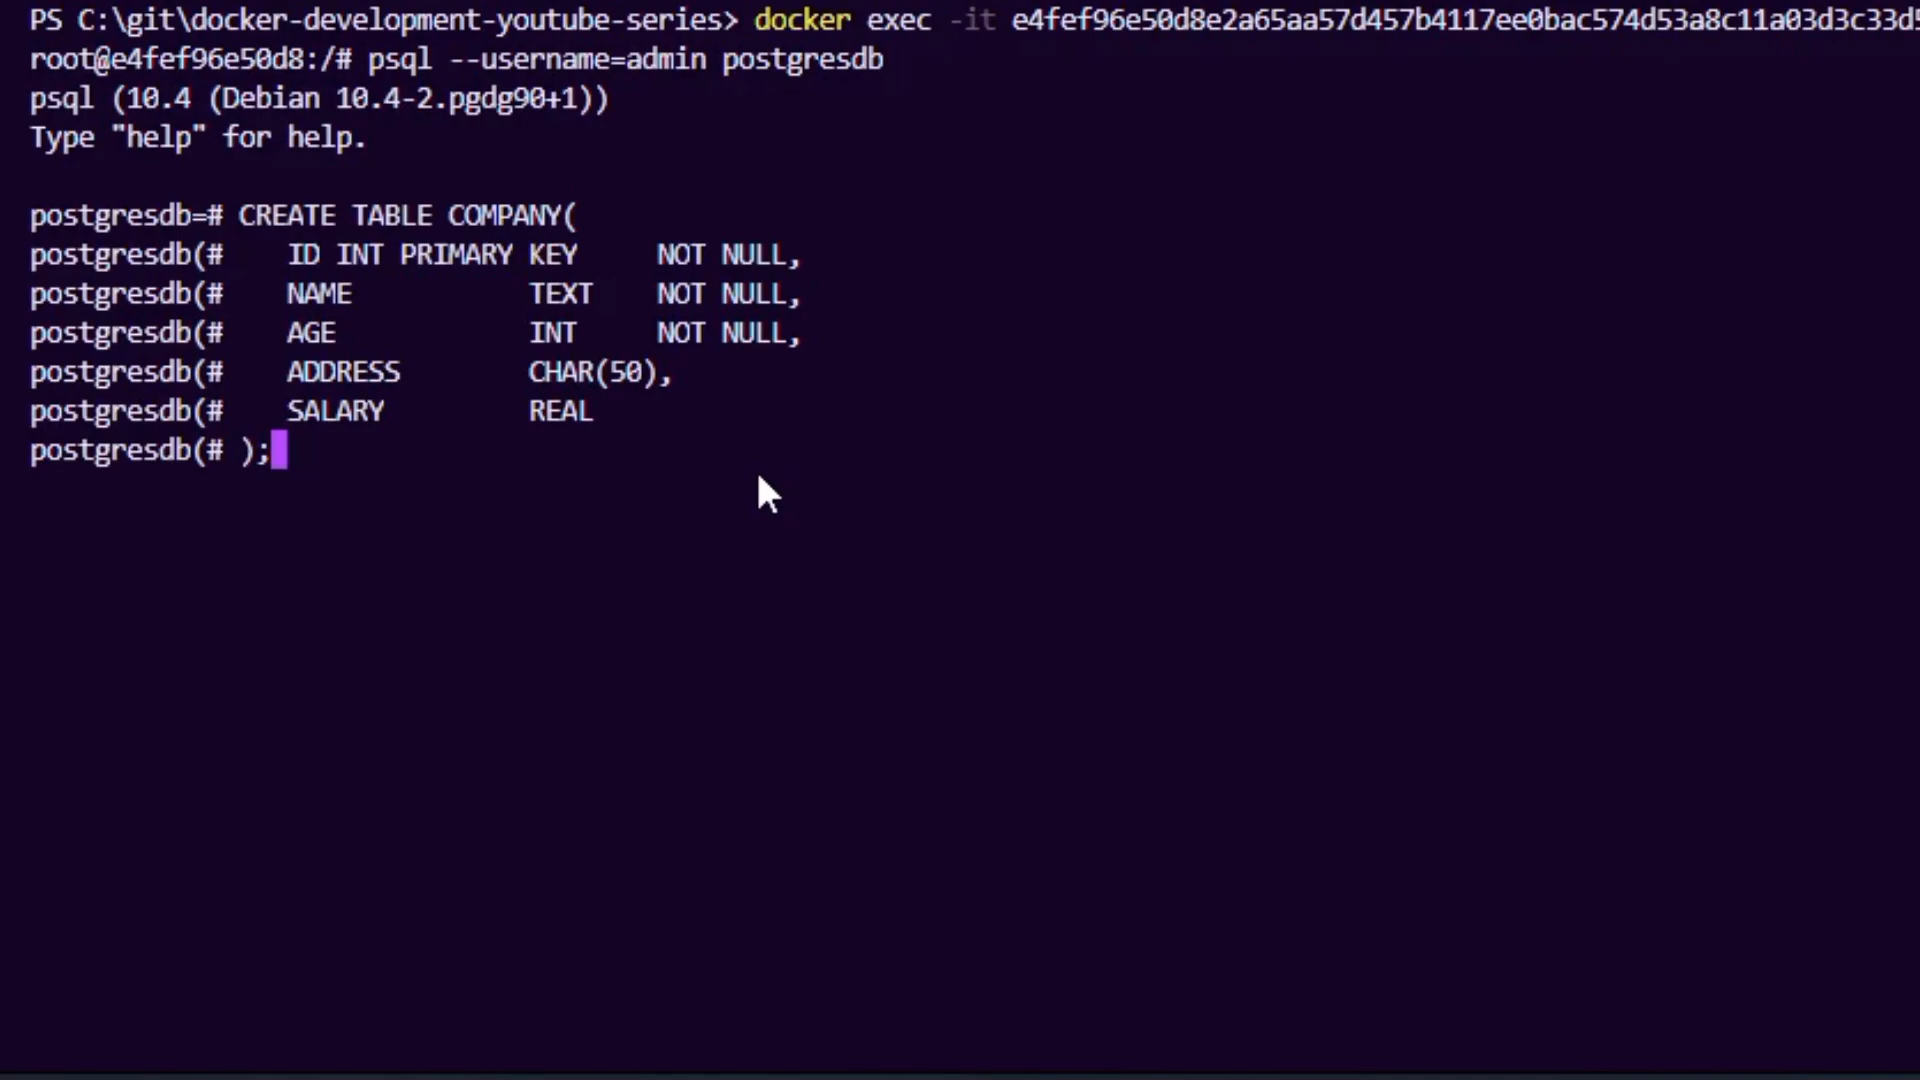 PS C:\git\docker-development-youtube-series> docker exec -it e4fef96e50d8e2a65aa57d457b4117ee0bac574d53a8c11a03d3c33d5
root@e4fef96e50d8:/# psql --username=admin postgresdb
psql (10.4 (Debian 10.4-2.pgdg90+1))
Type "help" for help.
postgresdb=# CREATE TABLE COMPANY(
postgresdb(#    ID INT PRIMARY KEY     NOT NULL,
postgresdb(#    NAME           TEXT    NOT NULL,
postgresdb(#    AGE            INT     NOT NULL,
postgresdb(#    ADDRESS        CHAR(50),
postgresdb(#    SALARY         REAL
postgresdb(# );